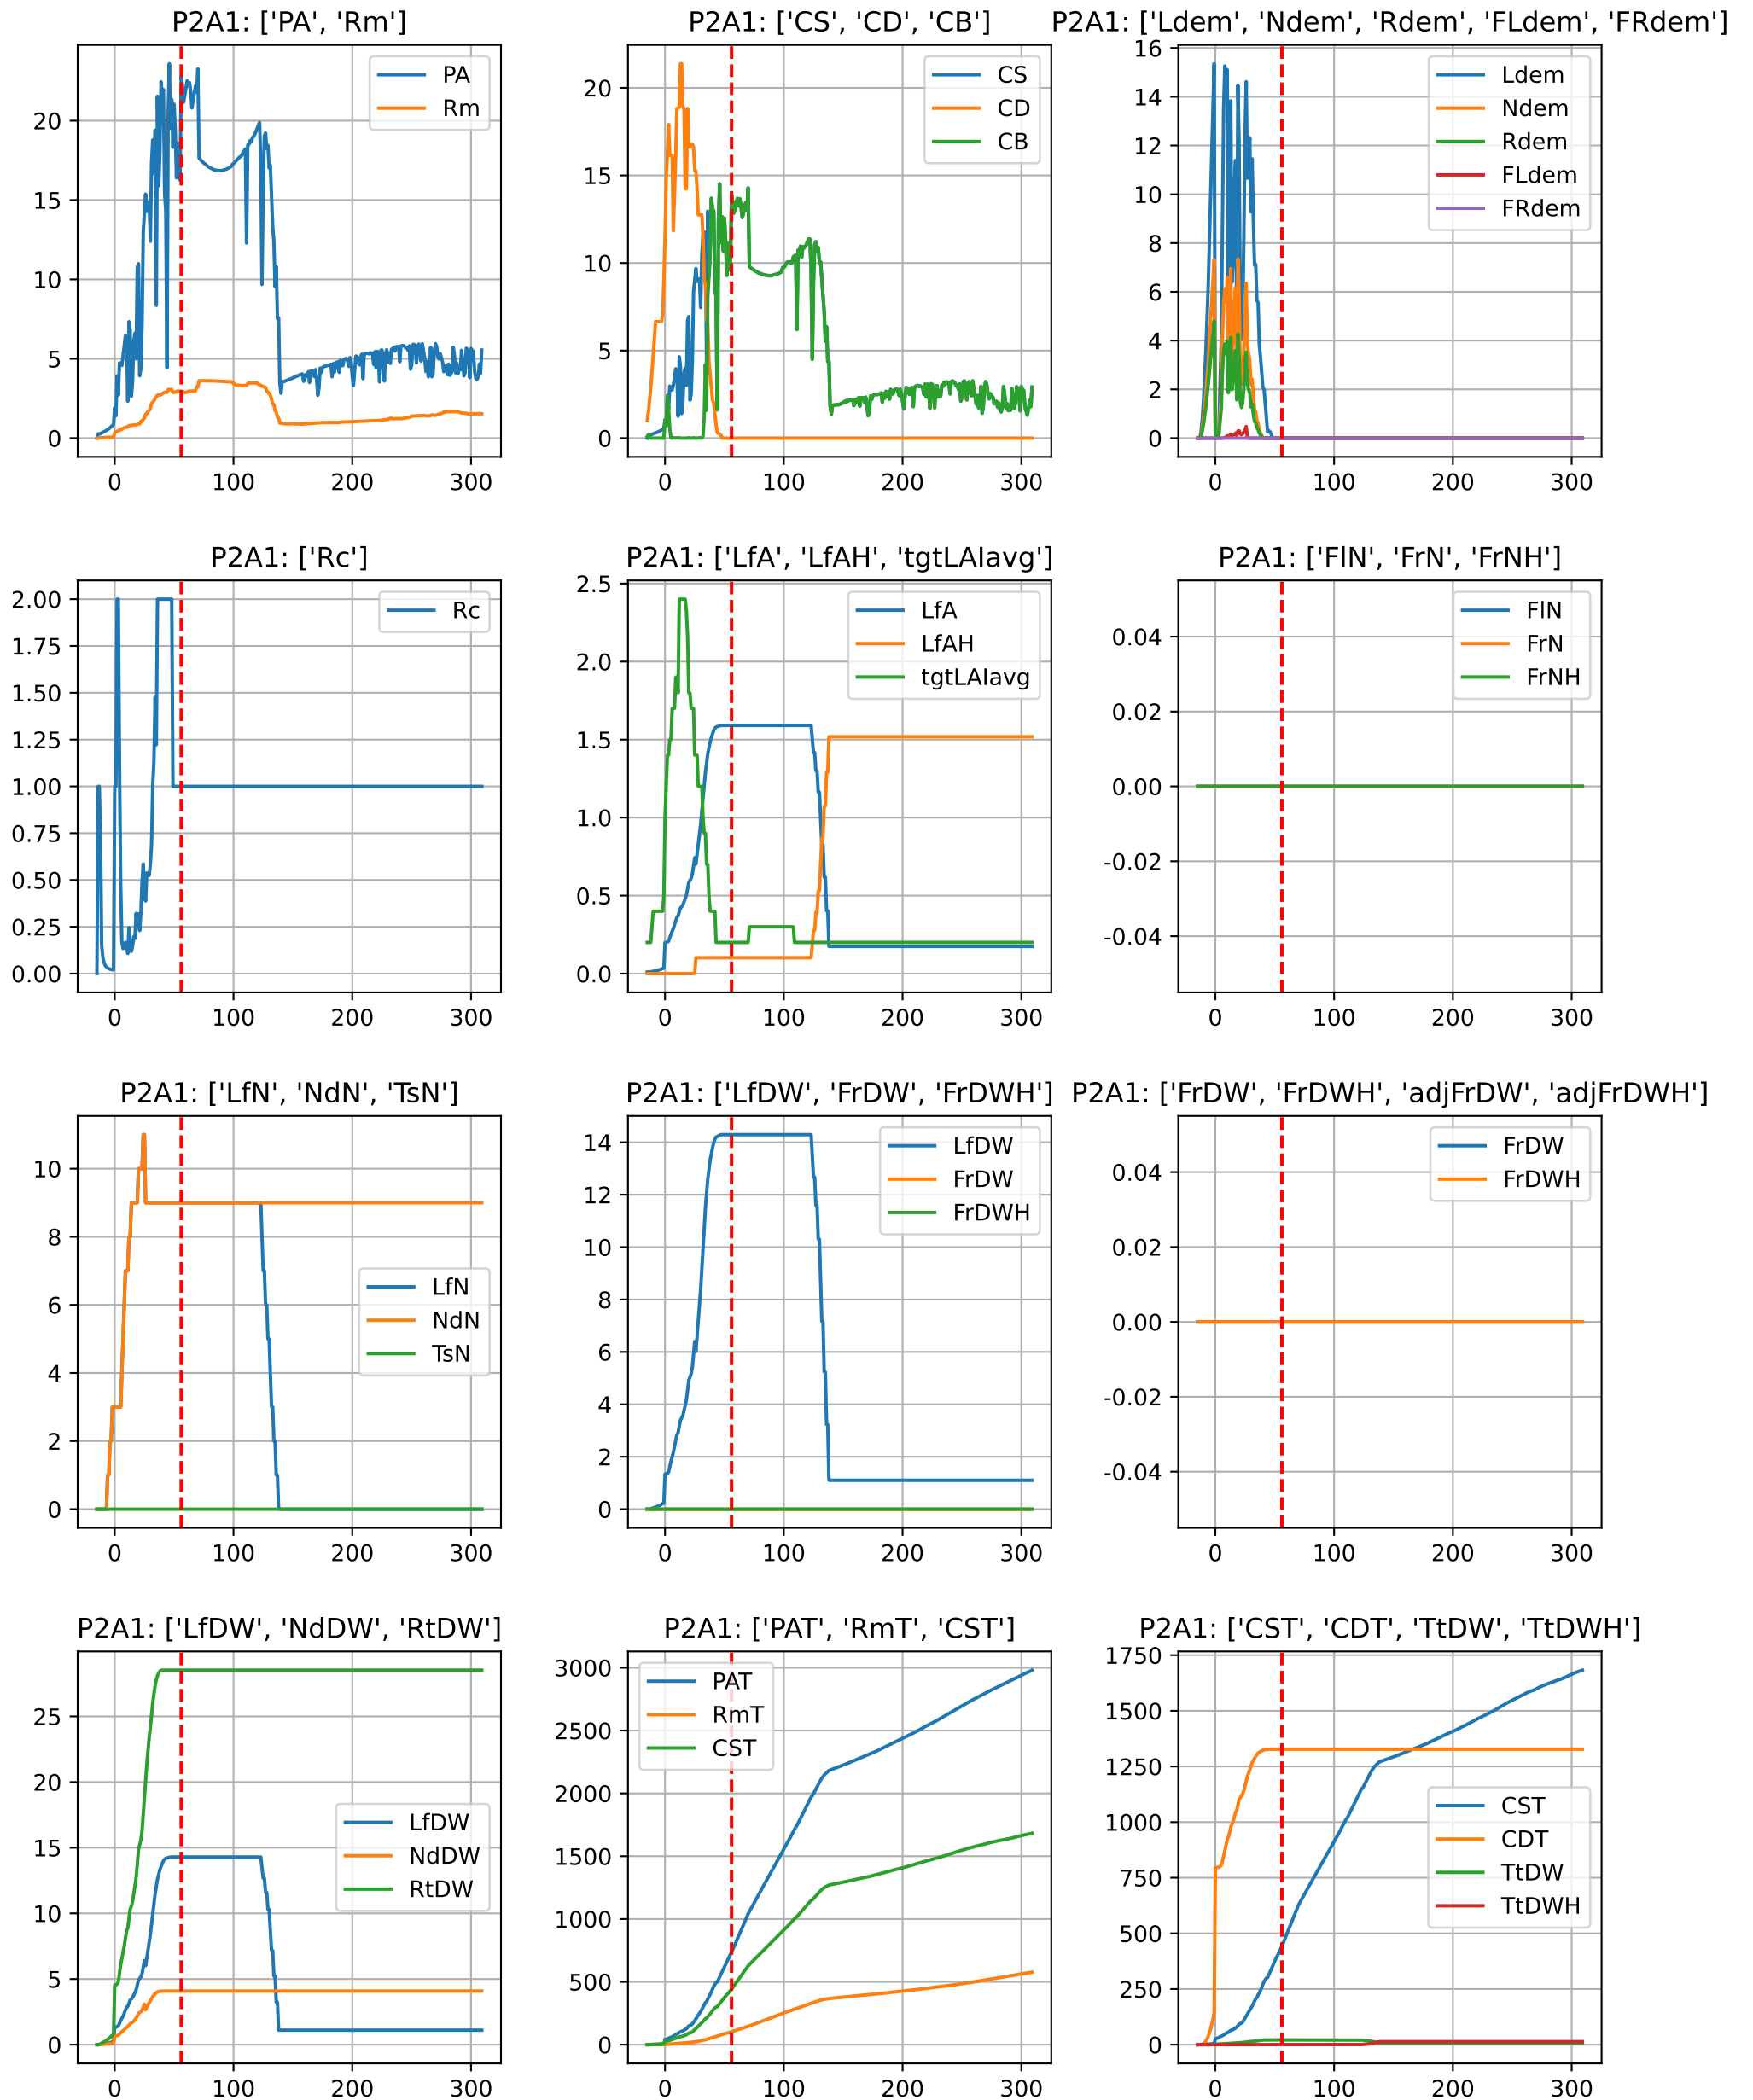 P2A1: ['PA', 'Rm']
PA
Rm
20
15
10
5
0
0 100 200 300
P2A1: ['CS', 'CD', 'CB']
CS
CD
CB
20
15
10
5
0
0 100 200 300
P2A1: ['Ldem', 'Ndem', 'Rdem', 'FLdem', 'FRdem']
Ldem
Ndem
Rdem
FLdem
FRdem
16
14
12
10
8
6
4
2
0
0 100 200 300
P2A1: ['Rc']
Rc
2.00
1.75
1.50
1.25
1.00
0.75
0.50
0.25
0.00
0 100 200 300
P2A1: ['LfA', 'LfAH', 'tgtLAIavg']
LfA
LfAH
tgtLAIavg
2.5
2.0
1.5
1.0
0.5
0.0
0 100 200 300
P2A1: ['FlN', 'FrN', 'FrNH']
FlN
FrN
FrNH
0.04
0.02
0.00
-0.02
-0.04
0 100 200 300
P2A1: ['LfN', 'NdN', 'TsN']
LfN
NdN
TsN
10
8
6
4
2
0
0 100 200 300
P2A1: ['LfDW', 'FrDW', 'FrDWH']
LfDW
FrDW
FrDWH
14
12
10
8
6
4
2
0
0 100 200 300
P2A1: ['FrDW', 'FrDWH', 'adjFrDW', 'adjFrDWH']
FrDW
FrDWH
0.04
0.02
0.00
-0.02
-0.04
0 100 200 300
P2A1: ['LfDW', 'NdDW', 'RtDW']
LfDW
NdDW
RtDW
25
20
15
10
5
0
0 100 200 300
P2A1: ['PAT', 'RmT', 'CST']
PAT
RmT
CST
3000
2500
2000
1500
1000
500
0
0 100 200 300
P2A1: ['CST', 'CDT', 'TtDW', 'TtDWH']
CST
CDT
TtDW
TtDWH
1750
1500
1250
1000
750
500
250
0
0 100 200 300